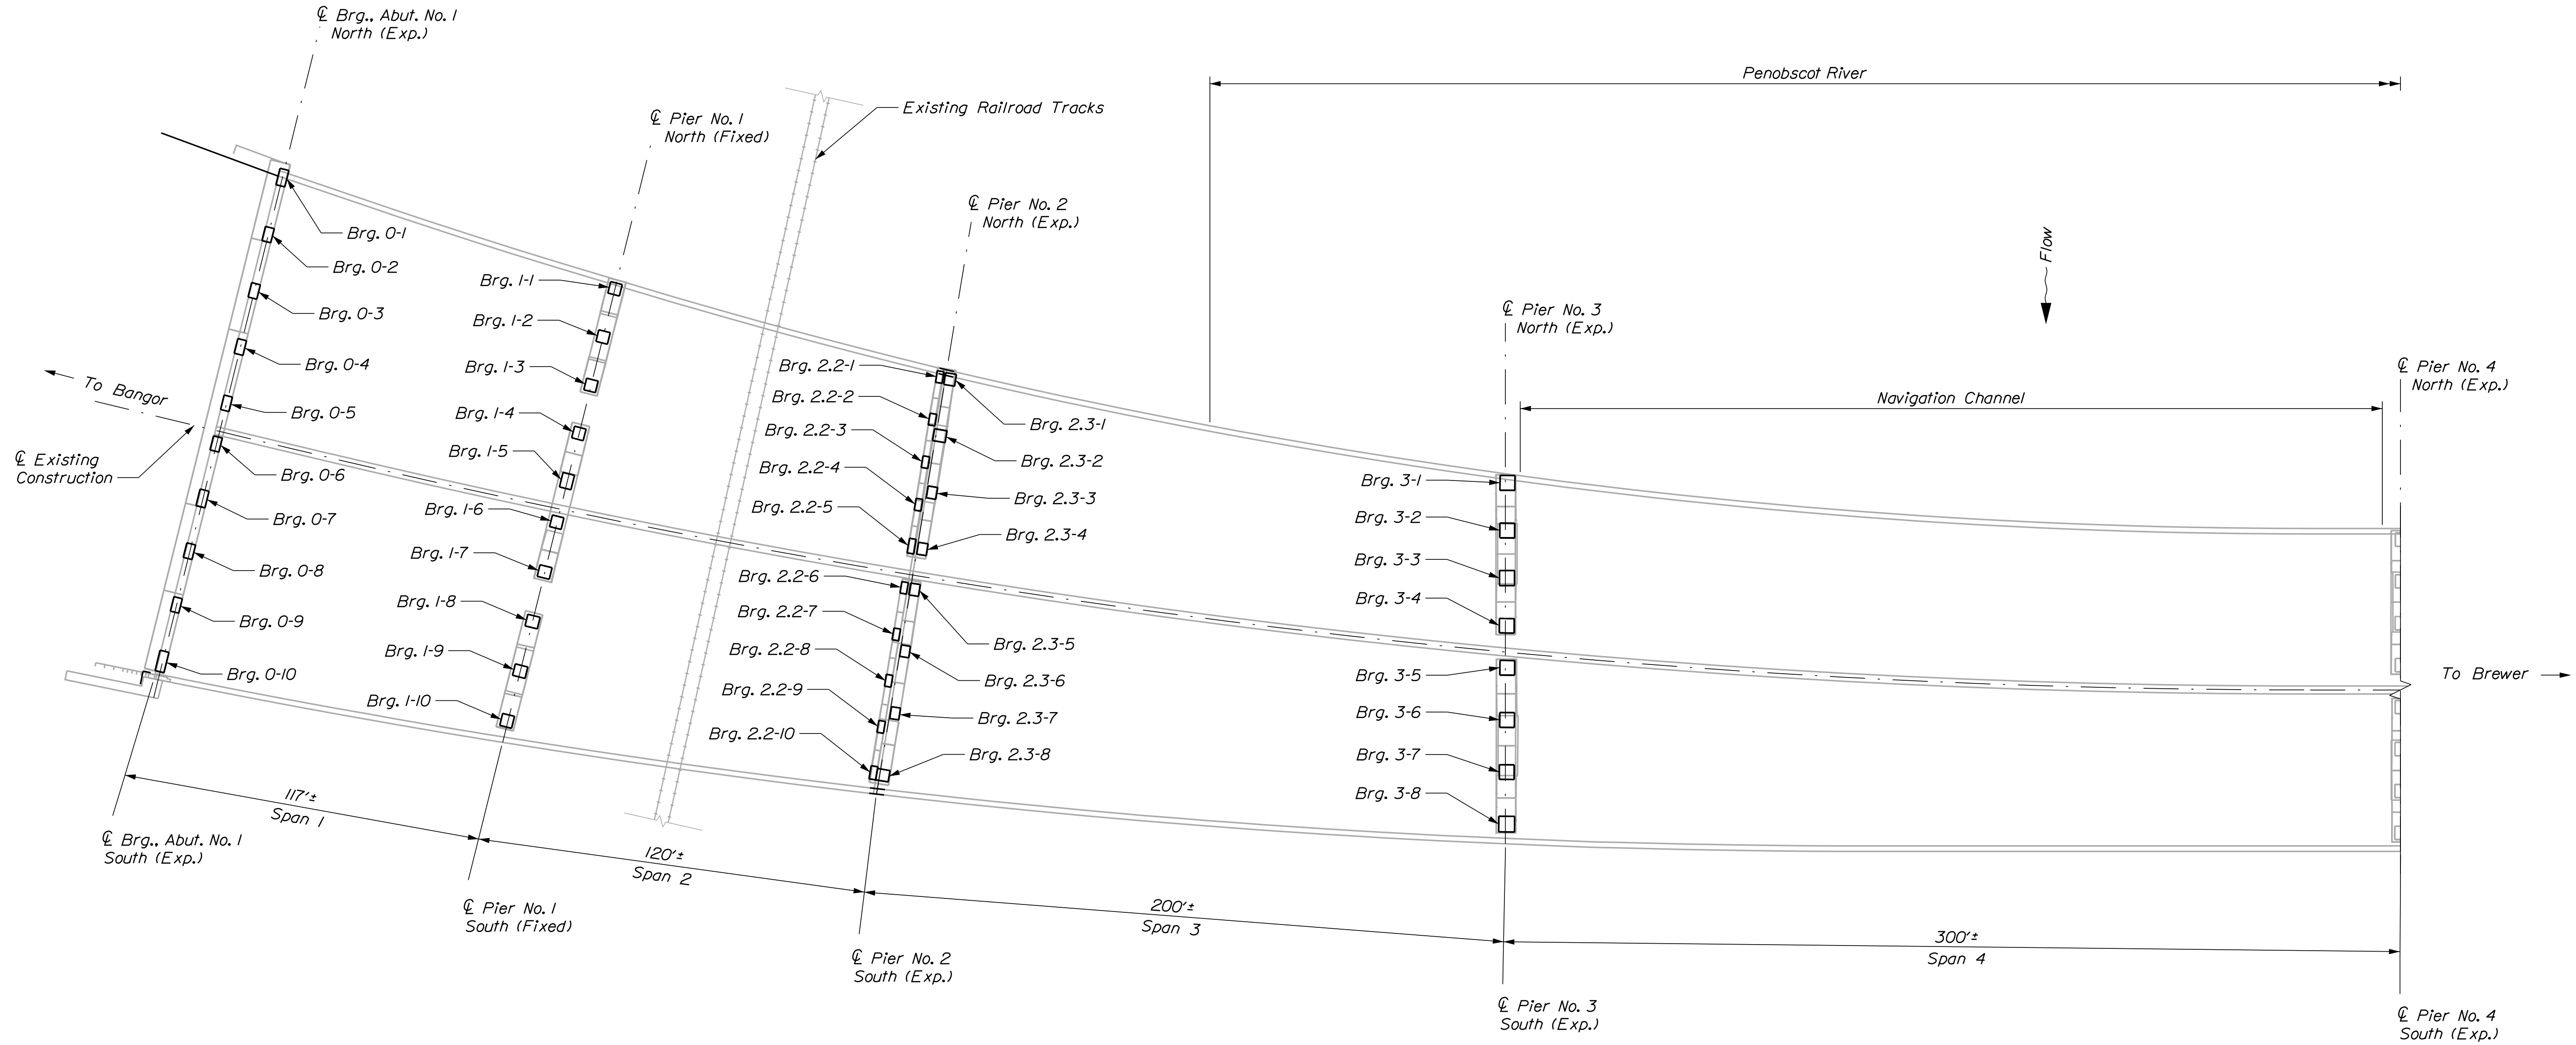 ℄ Brg., Abut. No. 1
North (Exp.)
℄ Pier No. 1
North (Fixed)
Existing Railroad Tracks
Penobscot River
℄ Pier No. 2
North (Exp.)
Flow
℄ Pier No. 3
North (Exp.)
℄ Pier No. 4
North (Exp.)
Navigation Channel
To Bangor
℄ Existing
Construction
To Brewer
Brg. 0-1
Brg. 0-2
Brg. 0-3
Brg. 0-4
Brg. 0-5
Brg. 0-6
Brg. 0-7
Brg. 0-8
Brg. 0-9
Brg. 0-10
Brg. 1-1
Brg. 1-2
Brg. 1-3
Brg. 1-4
Brg. 1-5
Brg. 1-6
Brg. 1-7
Brg. 1-8
Brg. 1-9
Brg. 1-10
Brg. 2.2-1
Brg. 2.2-2
Brg. 2.2-3
Brg. 2.2-4
Brg. 2.2-5
Brg. 2.2-6
Brg. 2.2-7
Brg. 2.2-8
Brg. 2.2-9
Brg. 2.2-10
Brg. 2.3-1
Brg. 2.3-2
Brg. 2.3-3
Brg. 2.3-4
Brg. 2.3-5
Brg. 2.3-6
Brg. 2.3-7
Brg. 2.3-8
Brg. 3-1
Brg. 3-2
Brg. 3-3
Brg. 3-4
Brg. 3-5
Brg. 3-6
Brg. 3-7
Brg. 3-8
117'±
Span 1
120'±
Span 2
200'±
Span 3
300'±
Span 4
℄ Brg., Abut. No. 1
South (Exp.)
℄ Pier No. 1
South (Fixed)
℄ Pier No. 2
South (Exp.)
℄ Pier No. 3
South (Exp.)
℄ Pier No. 4
South (Exp.)